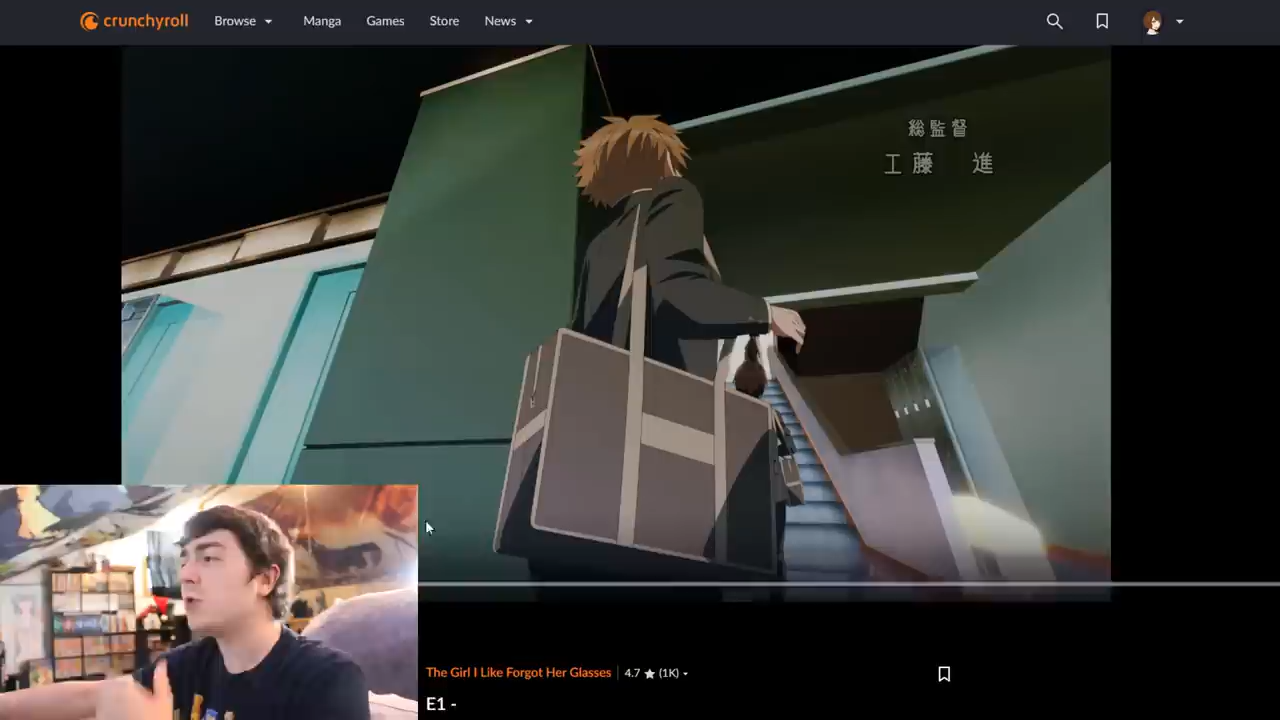 crunchyroll
Browse
Manga
Games
Store
News
総監督
工藤 進
The Girl I Like Forgot Her Glasses
4.7 ★ (1K)
E1 -